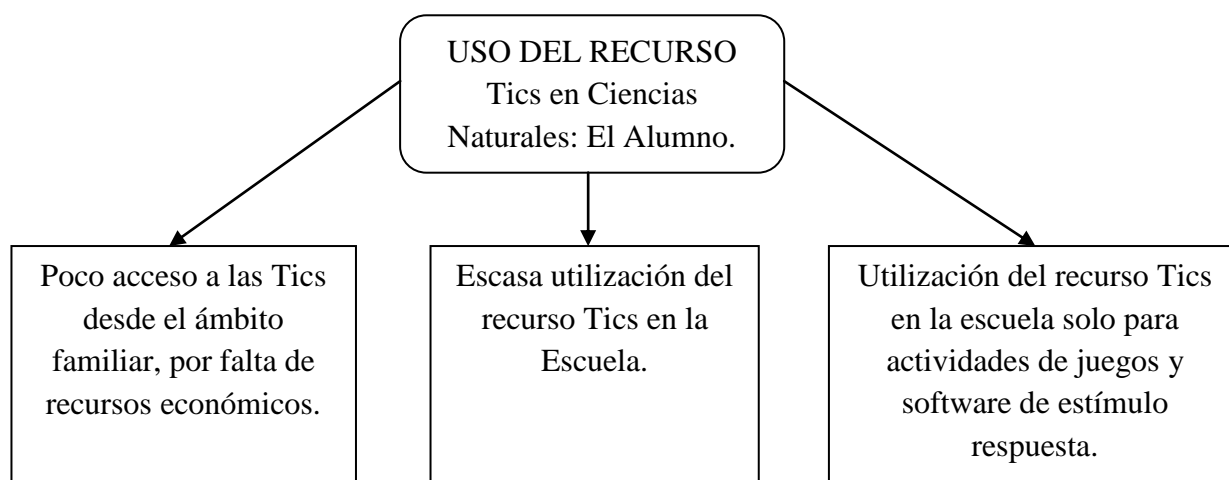 USO DEL RECURSO
Tics en Ciencias
Naturales: El Alumno.
Poco acceso a las Tics
desde el ámbito
familiar, por falta de
recursos económicos.
Escasa utilización del
recurso Tics en la
Escuela.
Utilización del recurso Tics
en la escuela solo para
actividades de juegos y
software de estímulo
respuesta.